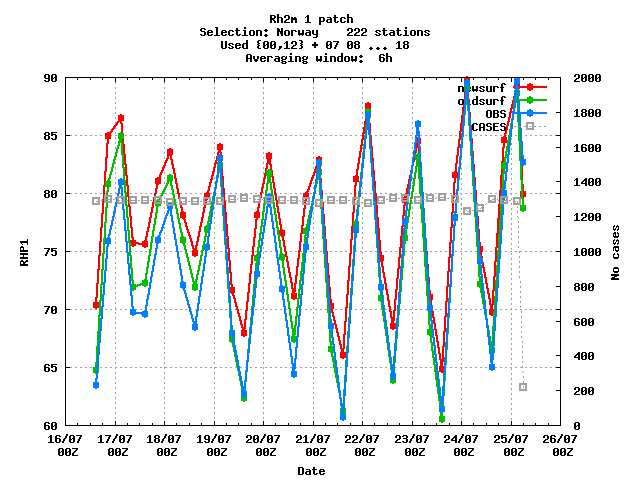 Rh2m 1 patch
Selection: Norway    222 stations
Used {00,12} + 07 08 ... 18
Averaging window:  6h
newsurf
oldsurf
OBS
CASES
90
85
80
75
70
65
60
RHP1
2000
1800
1600
1400
1200
1000
800
600
400
200
0
No cases
16/07 17/07 18/07 19/07 20/07 21/07 22/07 23/07 24/07 25/07 26/07
00Z 00Z 00Z 00Z 00Z 00Z 00Z 00Z 00Z 00Z 00Z
Date